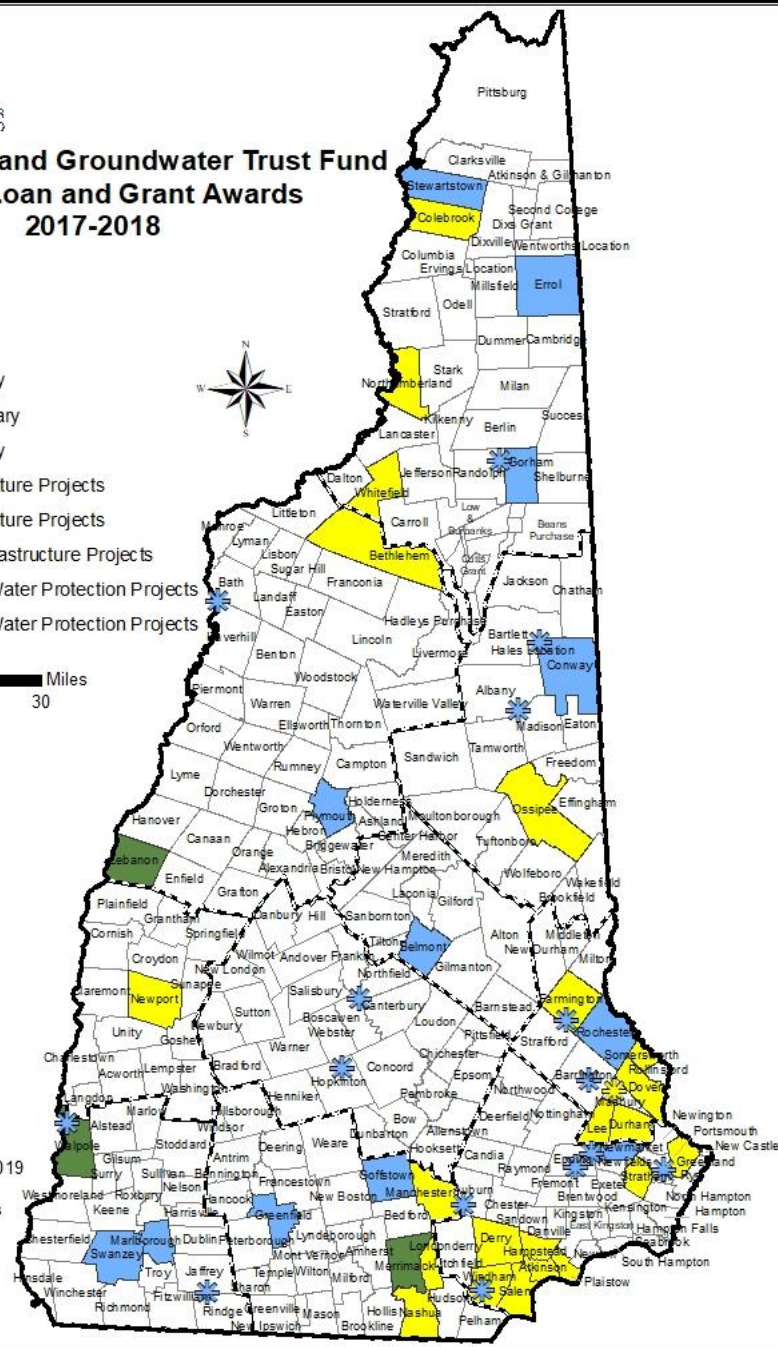 and Groundwater Trust Fund
Loan and Grant Awards
2017-2018
N
W
E
S
ture Projects
ture Projects
astructure Projects
Water Protection Projects
Water Protection Projects
Miles
30
Pittsburg
Clarksville
Atkinson & Gilmanton
Stewartstown
Colebrook
Second College
Dixs Grant
Dixville
Wentworths Location
Columbia
Ervings Location
Millsfield
Errol
Stratford
Odell
Dummer
Cambridge
Northumberland
Stark
Milan
Kilkenny
Success
Lancaster
Berlin
Dalton
Jefferson
Randolph
Gorham
Shelburne
Whitefield
Littleton
Carroll
Low
&
Burbanks
Beans
Purchase
Monroe
Lyman
Lisbon
Bethlehem
Sugar Hill
Bath
Landaff
Franconia
Jackson
Chatham
Easton
Haverhill
Lincoln
Hadleys Purchase
Bartlett
Hales Location
Benton
Livermore
Conway
Woodstock
Albany
Piermont
Warren
Waterville Valley
Madison
Eaton
Orford
Ellsworth
Thornton
Wentworth
Sandwich
Tamworth
Freedom
Rumney
Campton
Lyme
Dorchester
Groton
Plymouth
Holderness
Ossipee
Effingham
Hanover
Hebron
Ashland
Moultonborough
Center Harbor
Tuftonboro
Canaan
Orange
Bridgewater
Meredith
Lebanon
Alexandria
Bristol
New Hampton
Wolfeboro
Enfield
Grafton
Laconia
Gilford
Wakefield
Brookfield
Plainfield
Grantham
Danbury
Hill
Sanbornton
Cornish
Springfield
Tilton
Belmont
Alton
Middleton
New Durham
Milton
Croydon
Wilmot
Andover
Franklin
New London
Northfield
Gilmanton
Claremont
Newport
Sunapee
Salisbury
Canterbury
Farmington
Sutton
Boscawen
Barnstead
Webster
Loudon
Rochester
Unity
Goshen
Newbury
Warner
Pittsfield
Strafford
Charlestown
Acworth
Lempster
Bradford
Concord
Chichester
Somersworth
Rollinsford
Washington
Hopkinton
Epsom
Northwood
Barrington
Dover
Langdon
Marlow
Hillsborough
Henniker
Pembroke
Madbury
Windsor
Bow
Deerfield
Nottingham
Newington
Alstead
Dunbarton
Allenstown
Lee
Durham
Portsmouth
Walpole
Stoddard
Deering
Weare
Hooksett
Newmarket
New Castle
Gilsum
Antrim
Candia
Epping
Newfields
Greenland
Surry
Sullivan
Bennington
Francestown
Goffstown
Raymond
Stratham
Rye
Westmoreland
Roxbury
Nelson
Hancock
New Boston
Manchester
Auburn
Fremont
Exeter
North Hampton
Keene
Harrisville
Greenfield
Bedford
Chester
Brentwood
Hampton
Sandown
Kingston
Kensington
Chesterfield
Marlborough
Dublin
Peterborough
Lyndeborough
Danville
East Kingston
Hampton Falls
Swanzey
Mont Vernon
Amherst
Londonderry
Derry
Hampstead
Seabrook
Troy
Jaffrey
Temple
Wilton
Milford
Merrimack
Litchfield
Atkinson
South Hampton
Hinsdale
Sharon
Windham
Plaistow
Winchester
Fitzwilliam
Hudson
Salem
Richmond
Rindge
Greenville
Mason
Hollis
Nashua
Pelham
New Ipswich
Brookline
019